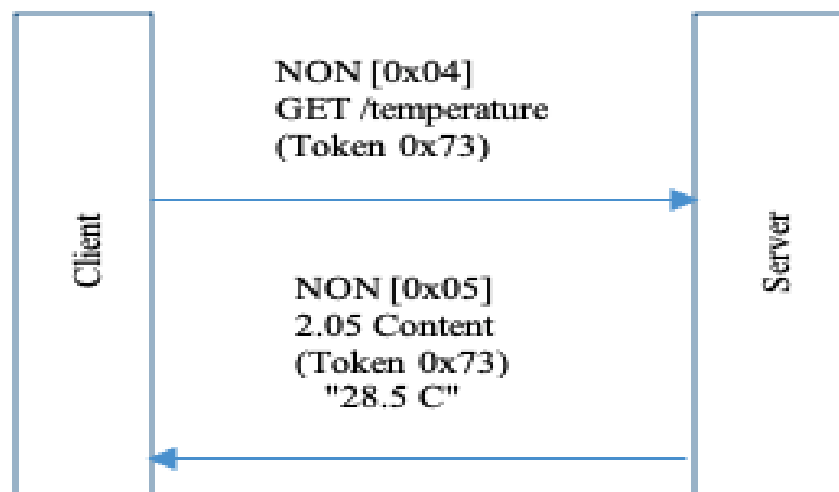 NON [0x04]
GET /temperature
(Token 0x73)
Client
Server
NON [0x05]
2.05 Content
(Token 0x73)
"28.5 C"